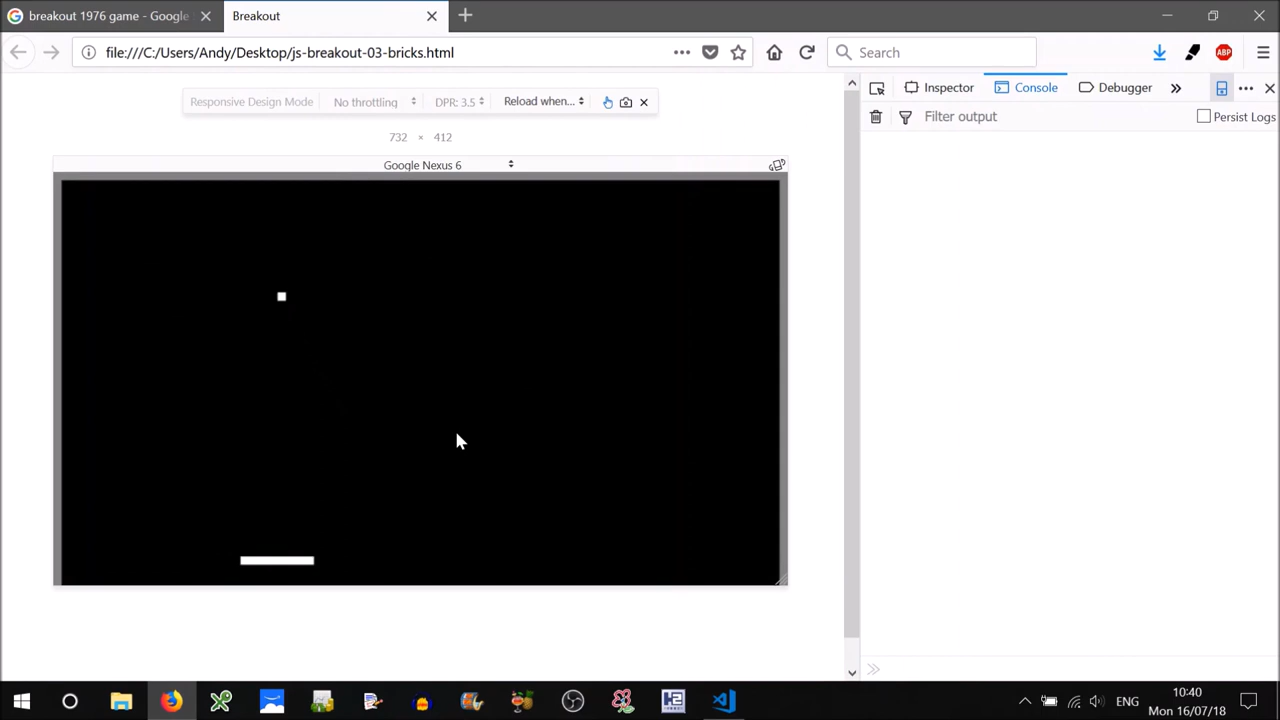 breakout 1976 game - Google
Breakout
file:///C:/Users/Andy/Desktop/js-breakout-03-bricks.html
Search
ABP
Responsive Design Mode
No throttling
DPR: 3.5
Reload when...
Inspector
Console
Debugger
Filter output
Persist Logs
732 × 412
Google Nexus 6
ENG
10:40
Mon 16/07/18